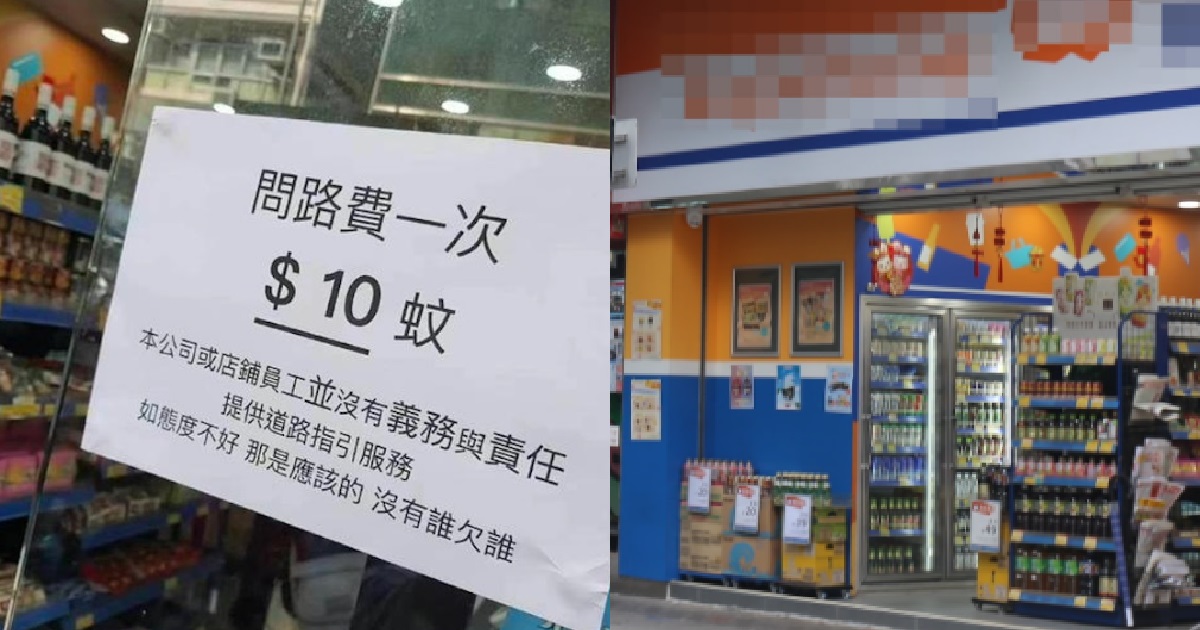 問路費一次
$ 10 蚊
本公司或店鋪員工並沒有義務與責任
提供道路指引服務
如態度不好 那是應該的 沒有誰欠誰